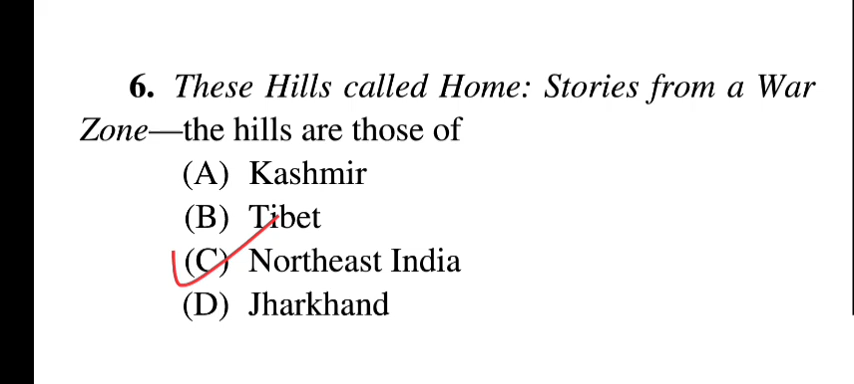 6. These Hills called Home: Stories from a War
Zone—the hills are those of
(A) Kashmir
(B) Tibet
(C) Northeast India
(D) Jharkhand